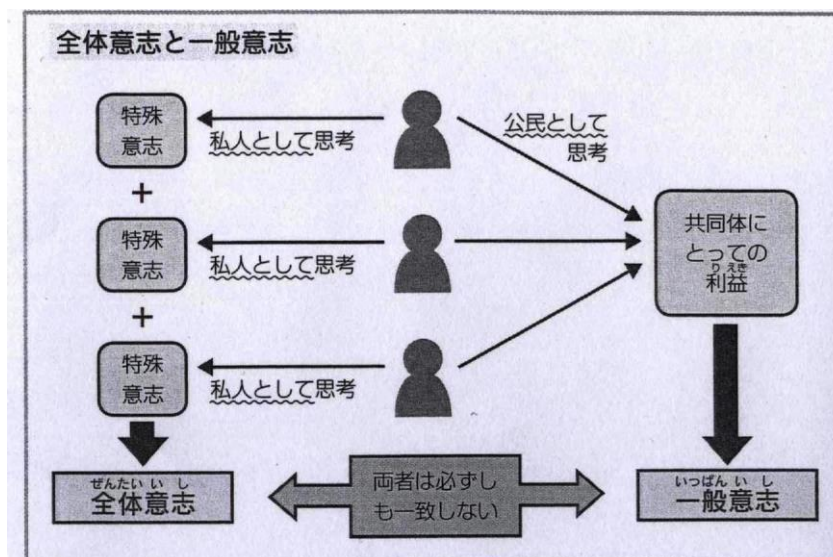 全体意志と一般意志
特殊
意志
私人として思考
公民として
思考
+
特殊
意志
私人として思考
共同体に
とっての
りえき
利益
+
特殊
意志
私人として思考
ぜんたいいし
全体意志
両者は必ずし
も一致しない
いっぱんいし
一般意志